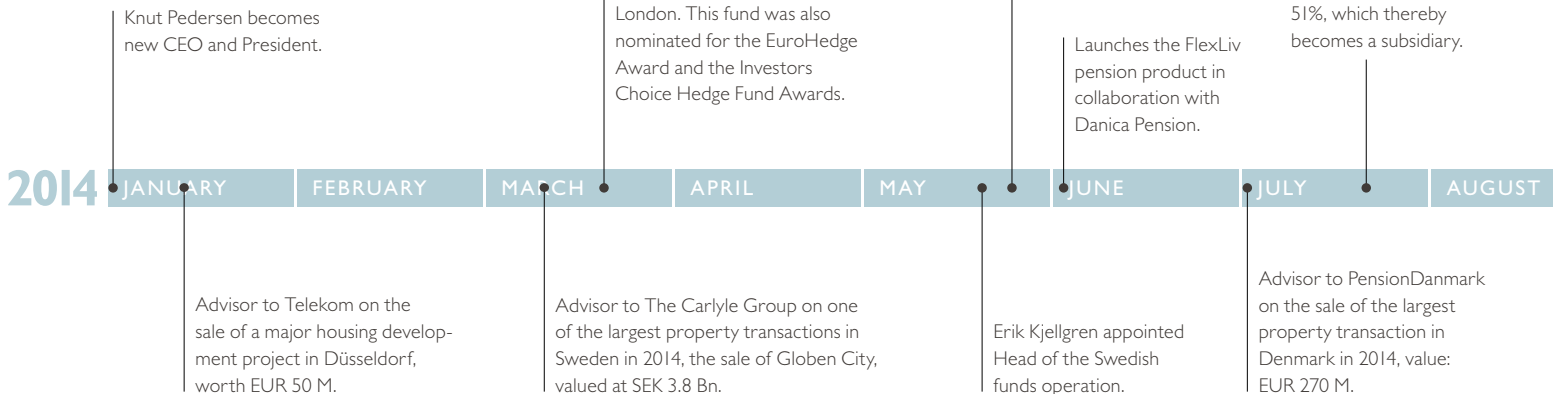 Knut Pedersen becomes
new CEO and President.
London. This fund was also
nominated for the EuroHedge
Award and the Investors
Choice Hedge Fund Awards.
Launches the FlexLiv
pension product in
collaboration with
Danica Pension.
51%, which thereby
becomes a subsidiary.
2014
JANUARY
FEBRUARY
MARCH
APRIL
MAY
JUNE
JULY
AUGUST
Advisor to Telekom on the
sale of a major housing develop-
ment project in Düsseldorf,
worth EUR 50 M.
Advisor to The Carlyle Group on one
of the largest property transactions in
Sweden in 2014, the sale of Globen City,
valued at SEK 3.8 Bn.
Erik Kjellgren appointed
Head of the Swedish
funds operation.
Advisor to PensionDanmark
on the sale of the largest
property transaction in
Denmark in 2014, value:
EUR 270 M.